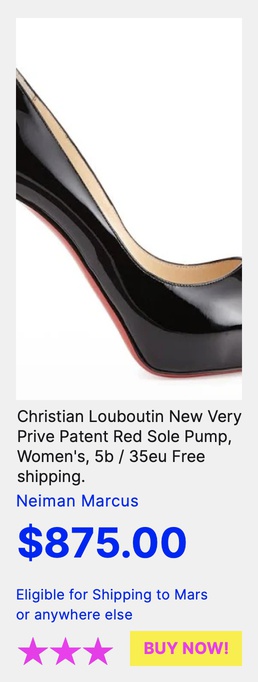 Christian Louboutin New Very
Prive Patent Red Sole Pump,
Women's, 5b / 35eu Free
shipping.
Neiman Marcus
$875.00
Eligible for Shipping to Mars
or anywhere else
BUY NOW!